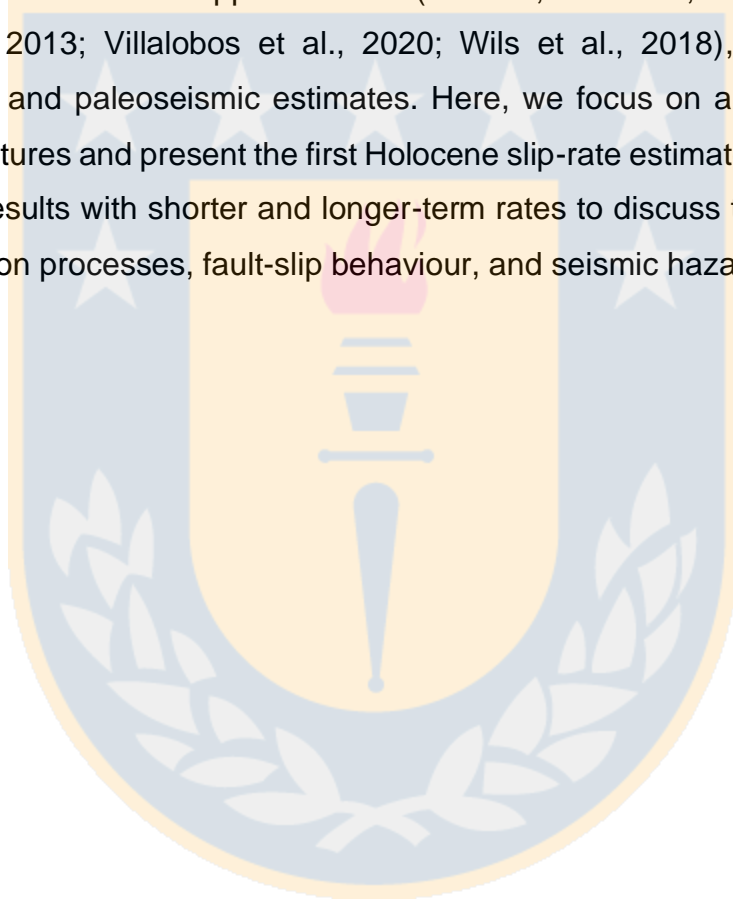 2013; Villalobos et al., 2020; Wils et al., 2018),
and paleoseismic estimates. Here, we focus on a
tures and present the first Holocene slip-rate estimat
esults with shorter and longer-term rates to discuss
on processes, fault-slip behaviour, and seismic haza